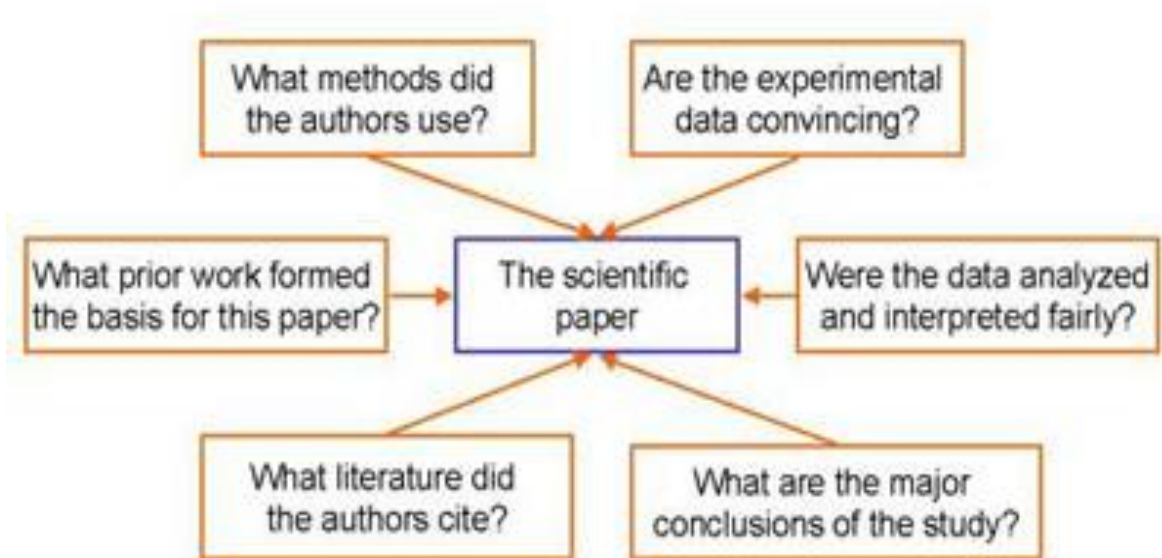 What methods did
the authors use?
Are the experimental
data convincing?
What prior work formed
the basis for this paper?
The scientific
paper
Were the data analyzed
and interpreted fairly?
What literature did
the authors cite?
What are the major
conclusions of the study?